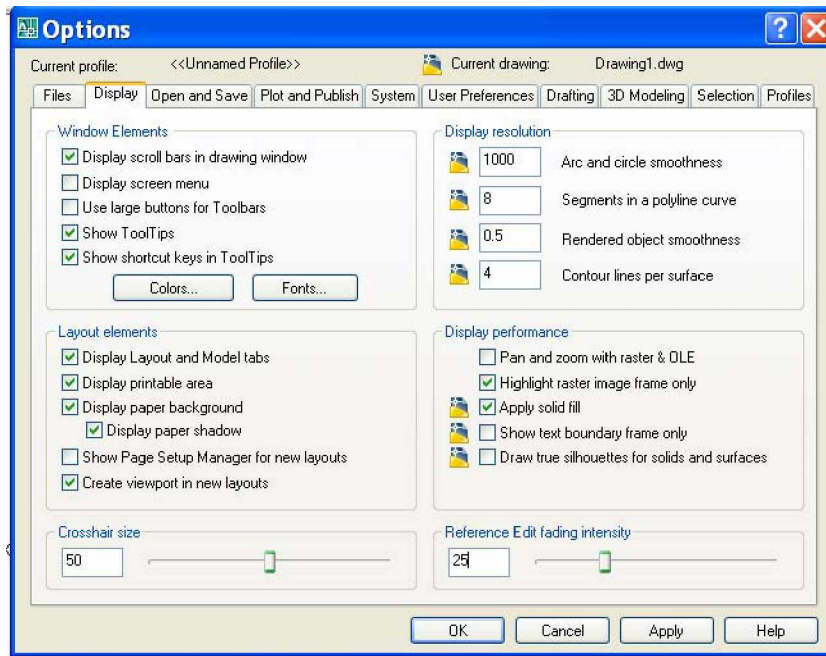 Options
Current profile: <<Unnamed Profile>> Current drawing: Drawing1.dwg
Files Display Open and Save Plot and Publish System User Preferences Drafting 3D Modeling Selection Profiles
Window Elements
Display scroll bars in drawing window
Display screen menu
Use large buttons for Toolbars
Show ToolTips
Show shortcut keys in ToolTips
Colors... Fonts...
Display resolution
1000 Arc and circle smoothness
8 Segments in a polyline curve
0.5 Rendered object smoothness
4 Contour lines per surface
Layout elements
Display Layout and Model tabs
Display printable area
Display paper background
Display paper shadow
Show Page Setup Manager for new layouts
Create viewport in new layouts
Display performance
Pan and zoom with raster & OLE
Highlight raster image frame only
Apply solid fill
Show text boundary frame only
Draw true silhouettes for solids and surfaces
Crosshair size
50
Reference Edit fading intensity
25
OK Cancel Apply Help